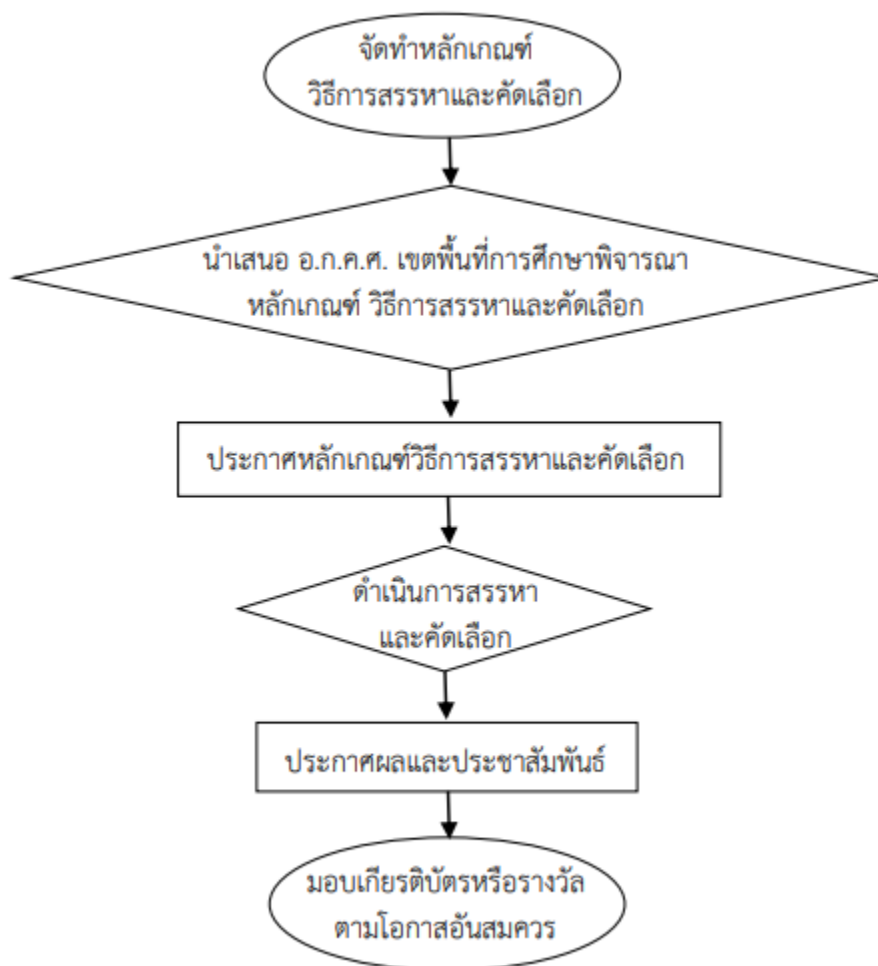 จัดทำหลักเกณฑ์
วิธีการสรรหาและคัดเลือก
นำเสนอ อ.ก.ค.ศ. เขตพื้นที่การศึกษาพิจารณา
หลักเกณฑ์ วิธีการสรรหาและคัดเลือก
ประกาศหลักเกณฑ์วิธีการสรรหาและคัดเลือก
ดำเนินการสรรหา
และคัดเลือก
ประกาศผลและประชาสัมพันธ์
มอบเกียรติบัตรหรือรางวัล
ตามโอกาสอันสมควร